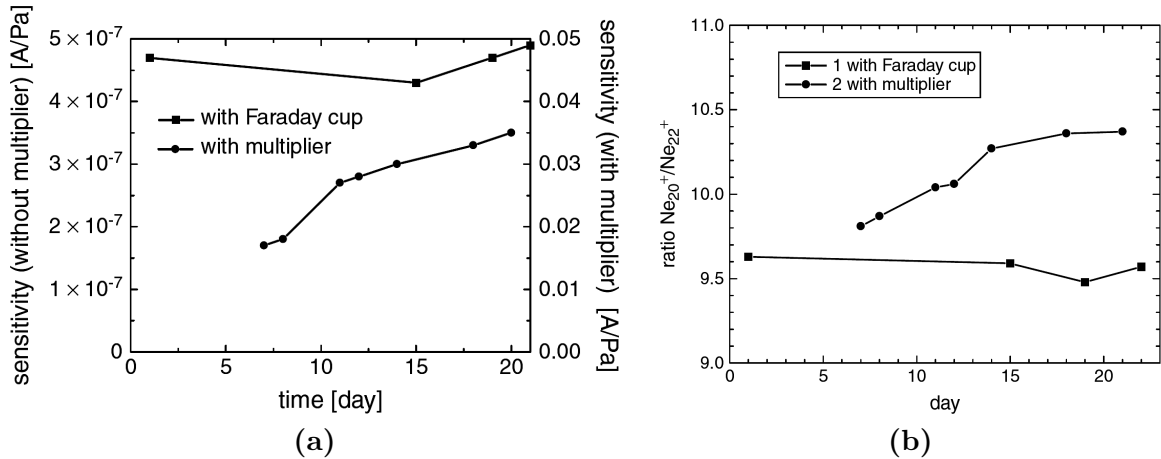 sensitivity (without multiplier) [A/Pa]
5 × 10⁻⁷
4 × 10⁻⁷
3 × 10⁻⁷
2 × 10⁻⁷
1 × 10⁻⁷
0
with Faraday cup
with multiplier
0 5 10 15 20
time [day]
0.05
0.04
0.03
0.02
0.01
0.00
sensitivity (with multiplier) [A/Pa]
(a)
ratio Ne₂₀⁺/Ne₂₂⁺
11.0
10.5
10.0
9.5
9.0
1 with Faraday cup
2 with multiplier
0 5 10 15 20
day
(b)